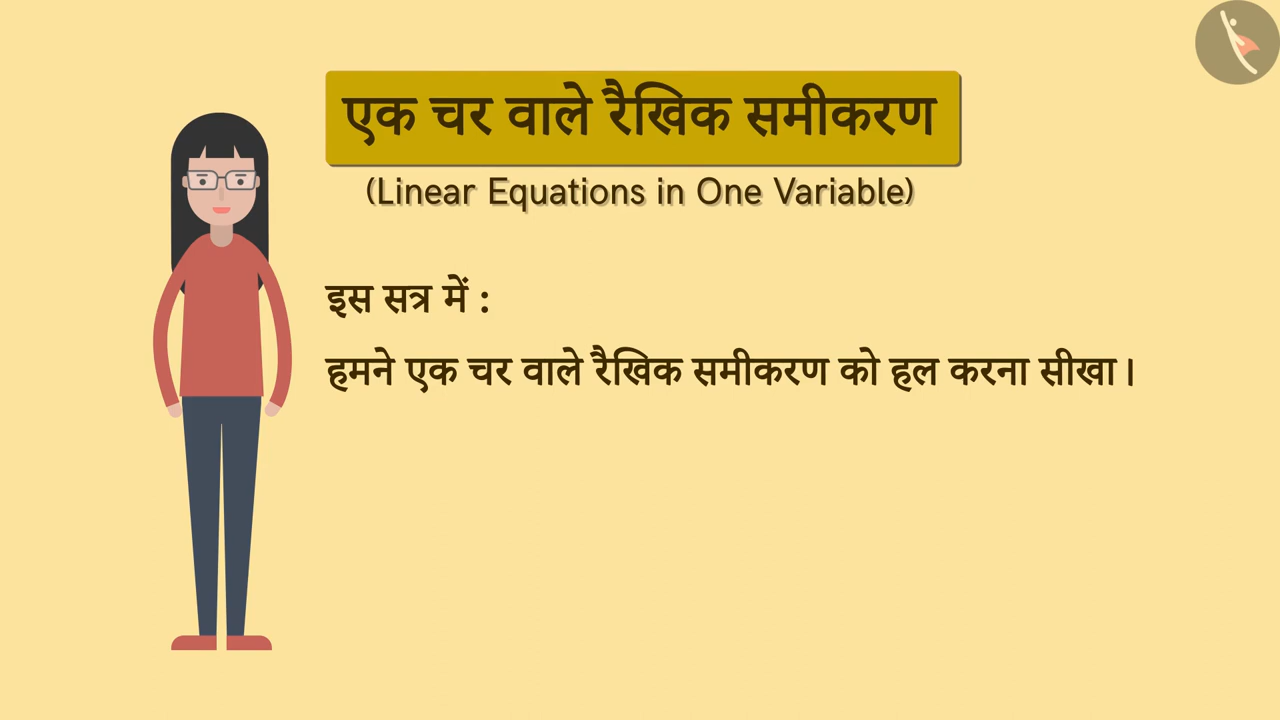 एक चर वाले रैखिक समीकरण
(Linear Equations in One Variable)
इस सत्र में :
हमने एक चर वाले रैखिक समीकरण को हल करना सीखा।